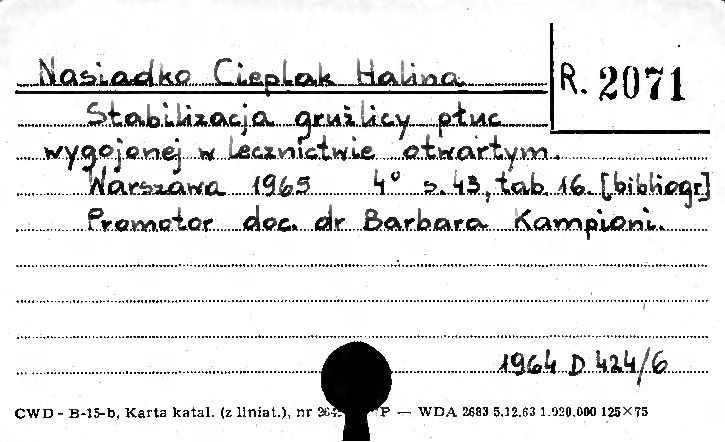 Nasiadko Cieplak Halina
R. 2071
Stabilizacja gruźlicy płuc
wygojonej w lecznictwie otwartym.
Warszawa 1965 4° s. 43, tab. 16. [bibliogr]
Promotor doc. dr Barbara Kampioni.
1964 D 424/6
CWD - B-15-b, Karta katal. (z liniat.), nr P — WDA 2683 5.12.63 1.920.000 125×75